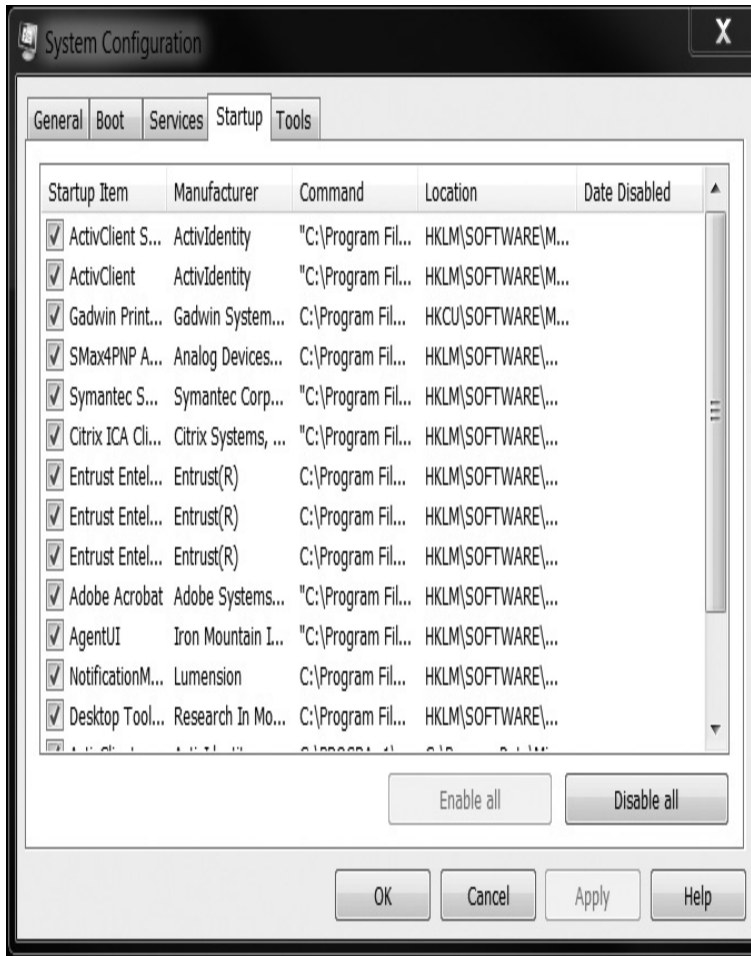 System Configuration
X
General Boot Services Startup Tools
Startup Item Manufacturer Command Location Date Disabled
ActivClient S... ActivIdentity "C:\Program Fil... HKLM\SOFTWARE\M...
ActivClient ActivIdentity "C:\Program Fil... HKLM\SOFTWARE\M...
Gadwin Print... Gadwin System... C:\Program Fil... HKCU\SOFTWARE\M...
SMax4PNP A... Analog Devices... C:\Program Fil... HKLM\SOFTWARE\...
Symantec S... Symantec Corp... "C:\Program Fil... HKLM\SOFTWARE\...
Citrix ICA Cli... Citrix Systems, ... "C:\Program Fil... HKLM\SOFTWARE\...
Entrust Entel... Entrust(R) C:\Program Fil... HKLM\SOFTWARE\...
Entrust Entel... Entrust(R) C:\Program Fil... HKLM\SOFTWARE\...
Entrust Entel... Entrust(R) C:\Program Fil... HKLM\SOFTWARE\...
Adobe Acrobat Adobe Systems... "C:\Program Fil... HKLM\SOFTWARE\...
AgentUI Iron Mountain I... "C:\Program Fil... HKLM\SOFTWARE\...
NotificationM... Lumension C:\Program Fil... HKLM\SOFTWARE\...
Desktop Tool... Research In Mo... C:\Program Fil... HKLM\SOFTWARE\...
Enable all Disable all
OK Cancel Apply Help